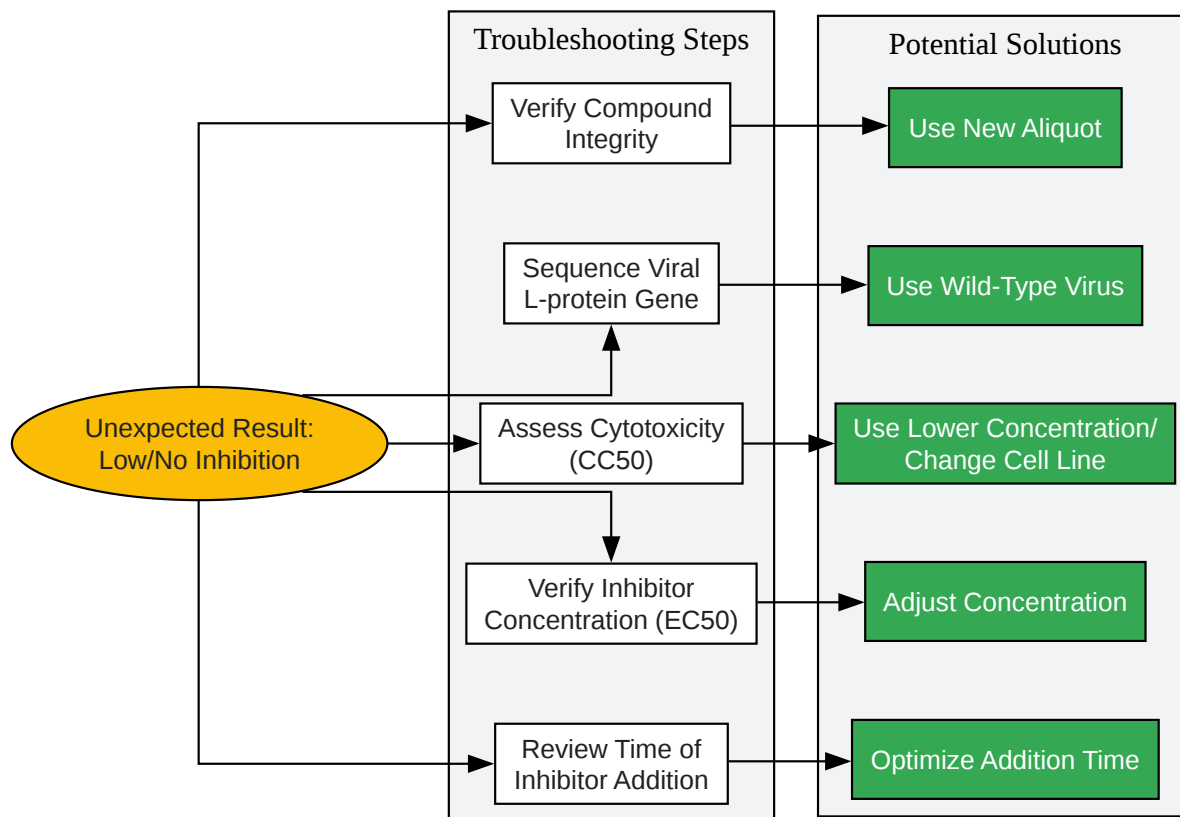 Troubleshooting Steps
Potential Solutions
Verify Compound
Integrity
Use New Aliquot
Sequence Viral
L-protein Gene
Use Wild-Type Virus
Unexpected Result:
Low/No Inhibition
Assess Cytotoxicity
(CC50)
Use Lower Concentration/
Change Cell Line
Verify Inhibitor
Concentration (EC50)
Adjust Concentration
Review Time of
Inhibitor Addition
Optimize Addition Time